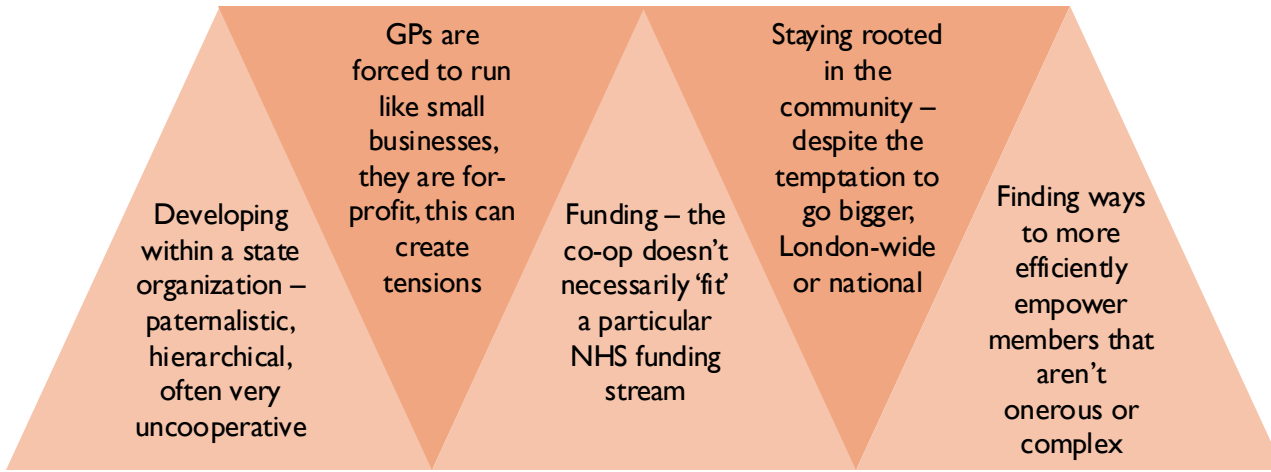 Developing
within a state
organization –
paternalistic,
hierarchical,
often very
uncooperative
GPs are
forced to run
like small
businesses,
they are for-
profit, this can
create
tensions
Funding – the
co-op doesn’t
necessarily ‘fit’
a particular
NHS funding
stream
Staying rooted
in the
community –
despite the
temptation to
go bigger,
London-wide
or national
Finding ways
to more
efficiently
empower
members that
aren’t
onerous or
complex